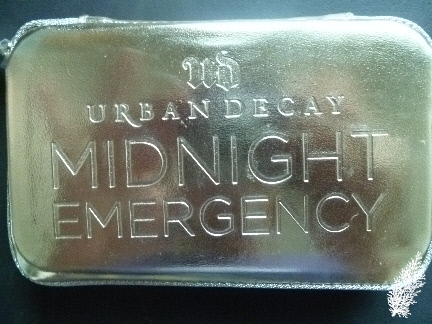 UD
URBAN DECAY
MIDNIGHT
EMERGENCY